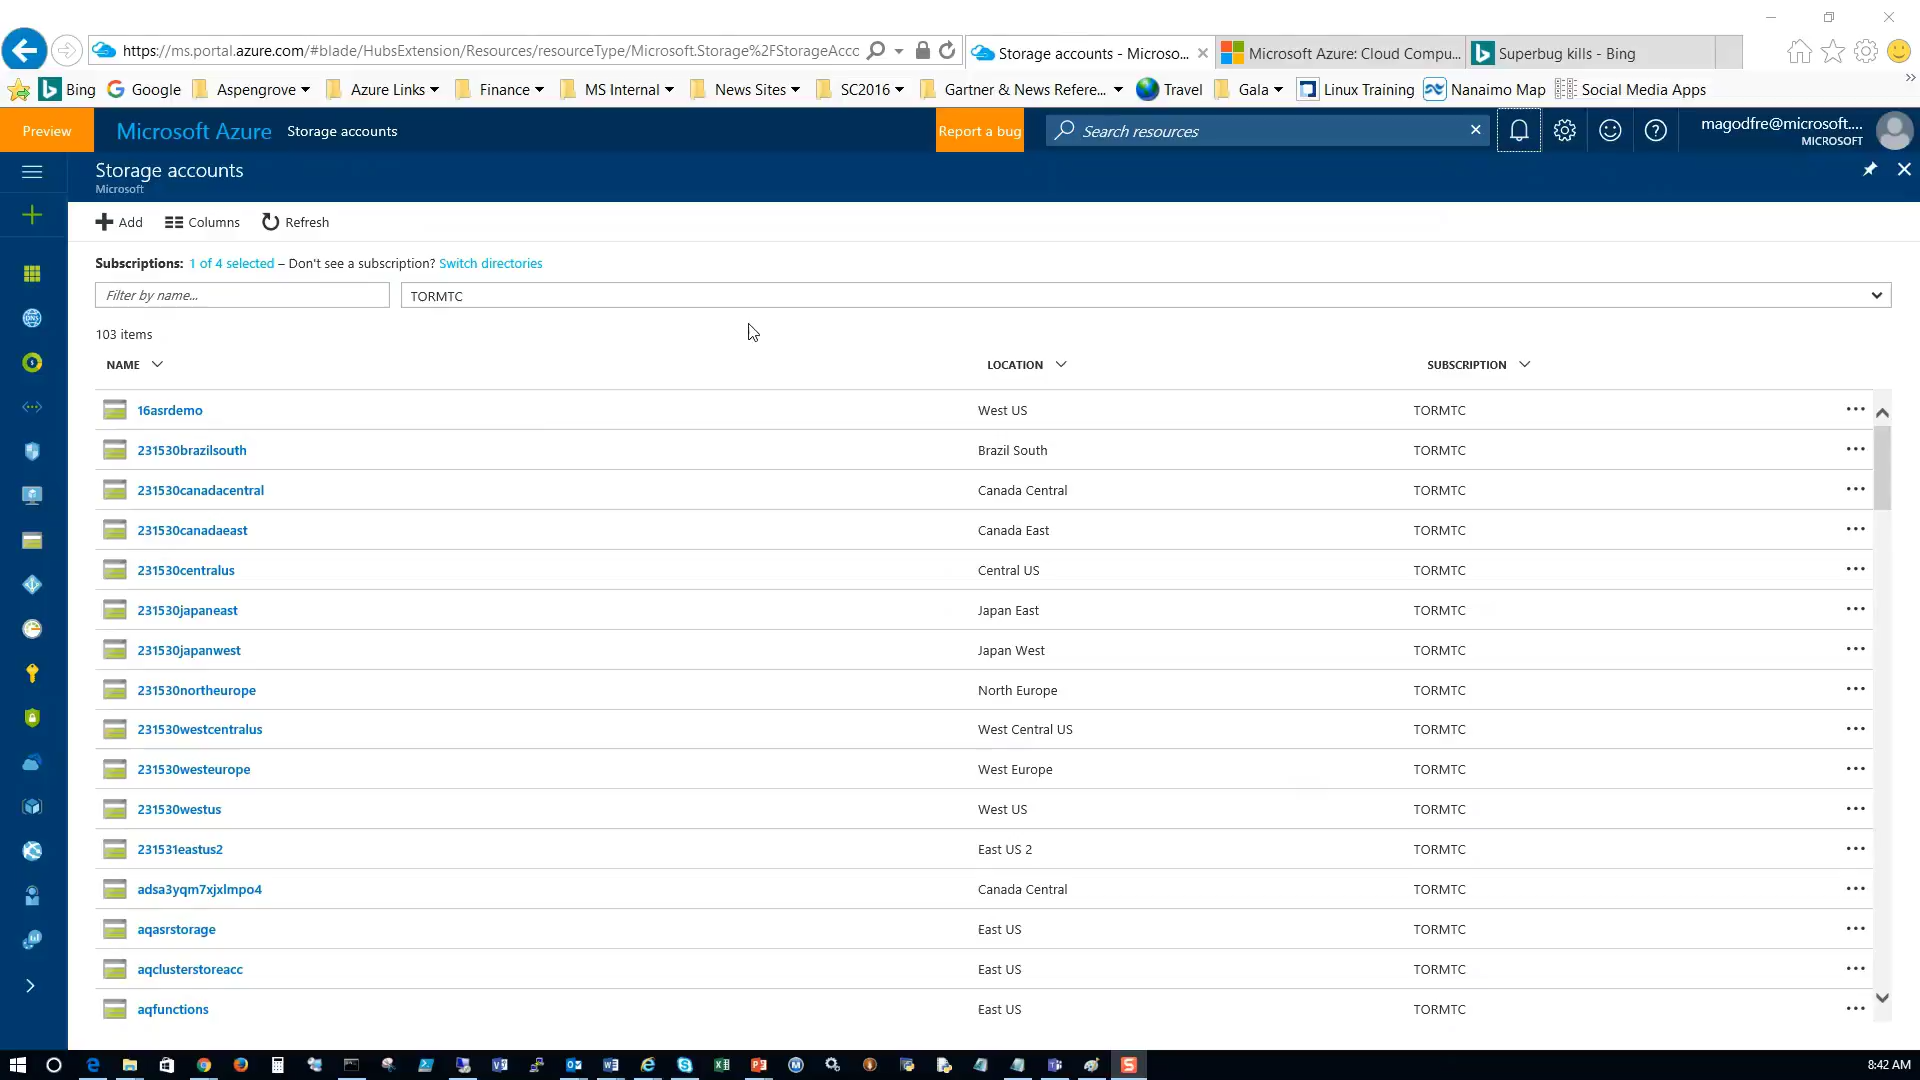 https://ms.portal.azure.com/#blade/HubsExtension/Resources/resourceType/Microsoft.Storage%2FStorageAcco
Storage accounts - Microso...
Microsoft Azure: Cloud Compu...
Superbug kills - Bing
Bing
Google
Aspengrove
Azure Links
Finance
MS Internal
News Sites
SC2016
Gartner & News Refere...
Travel
Gala
Linux Training
Nanaimo Map
Social Media Apps
Preview
Microsoft Azure
Storage accounts
Report a bug
Search resources
magodfre@microsoft....
MICROSOFT
Storage accounts
Microsoft
Add
Columns
Refresh
Subscriptions: 1 of 4 selected – Don't see a subscription? Switch directories
Filter by name...
TORMTC
103 items
NAME LOCATION SUBSCRIPTION
16asrdemo West US TORMTC
231530brazilsouth Brazil South TORMTC
231530canadacentral Canada Central TORMTC
231530canadaeast Canada East TORMTC
231530centralus Central US TORMTC
231530japaneast Japan East TORMTC
231530japanwest Japan West TORMTC
231530northeurope North Europe TORMTC
231530westcentralus West Central US TORMTC
231530westeurope West Europe TORMTC
231530westus West US TORMTC
231531eastus2 East US 2 TORMTC
adsa3yqm7xjxlmpo4 Canada Central TORMTC
aqasrstorage East US TORMTC
aqclusterstoreacc East US TORMTC
aqfunctions East US TORMTC
8:42 AM